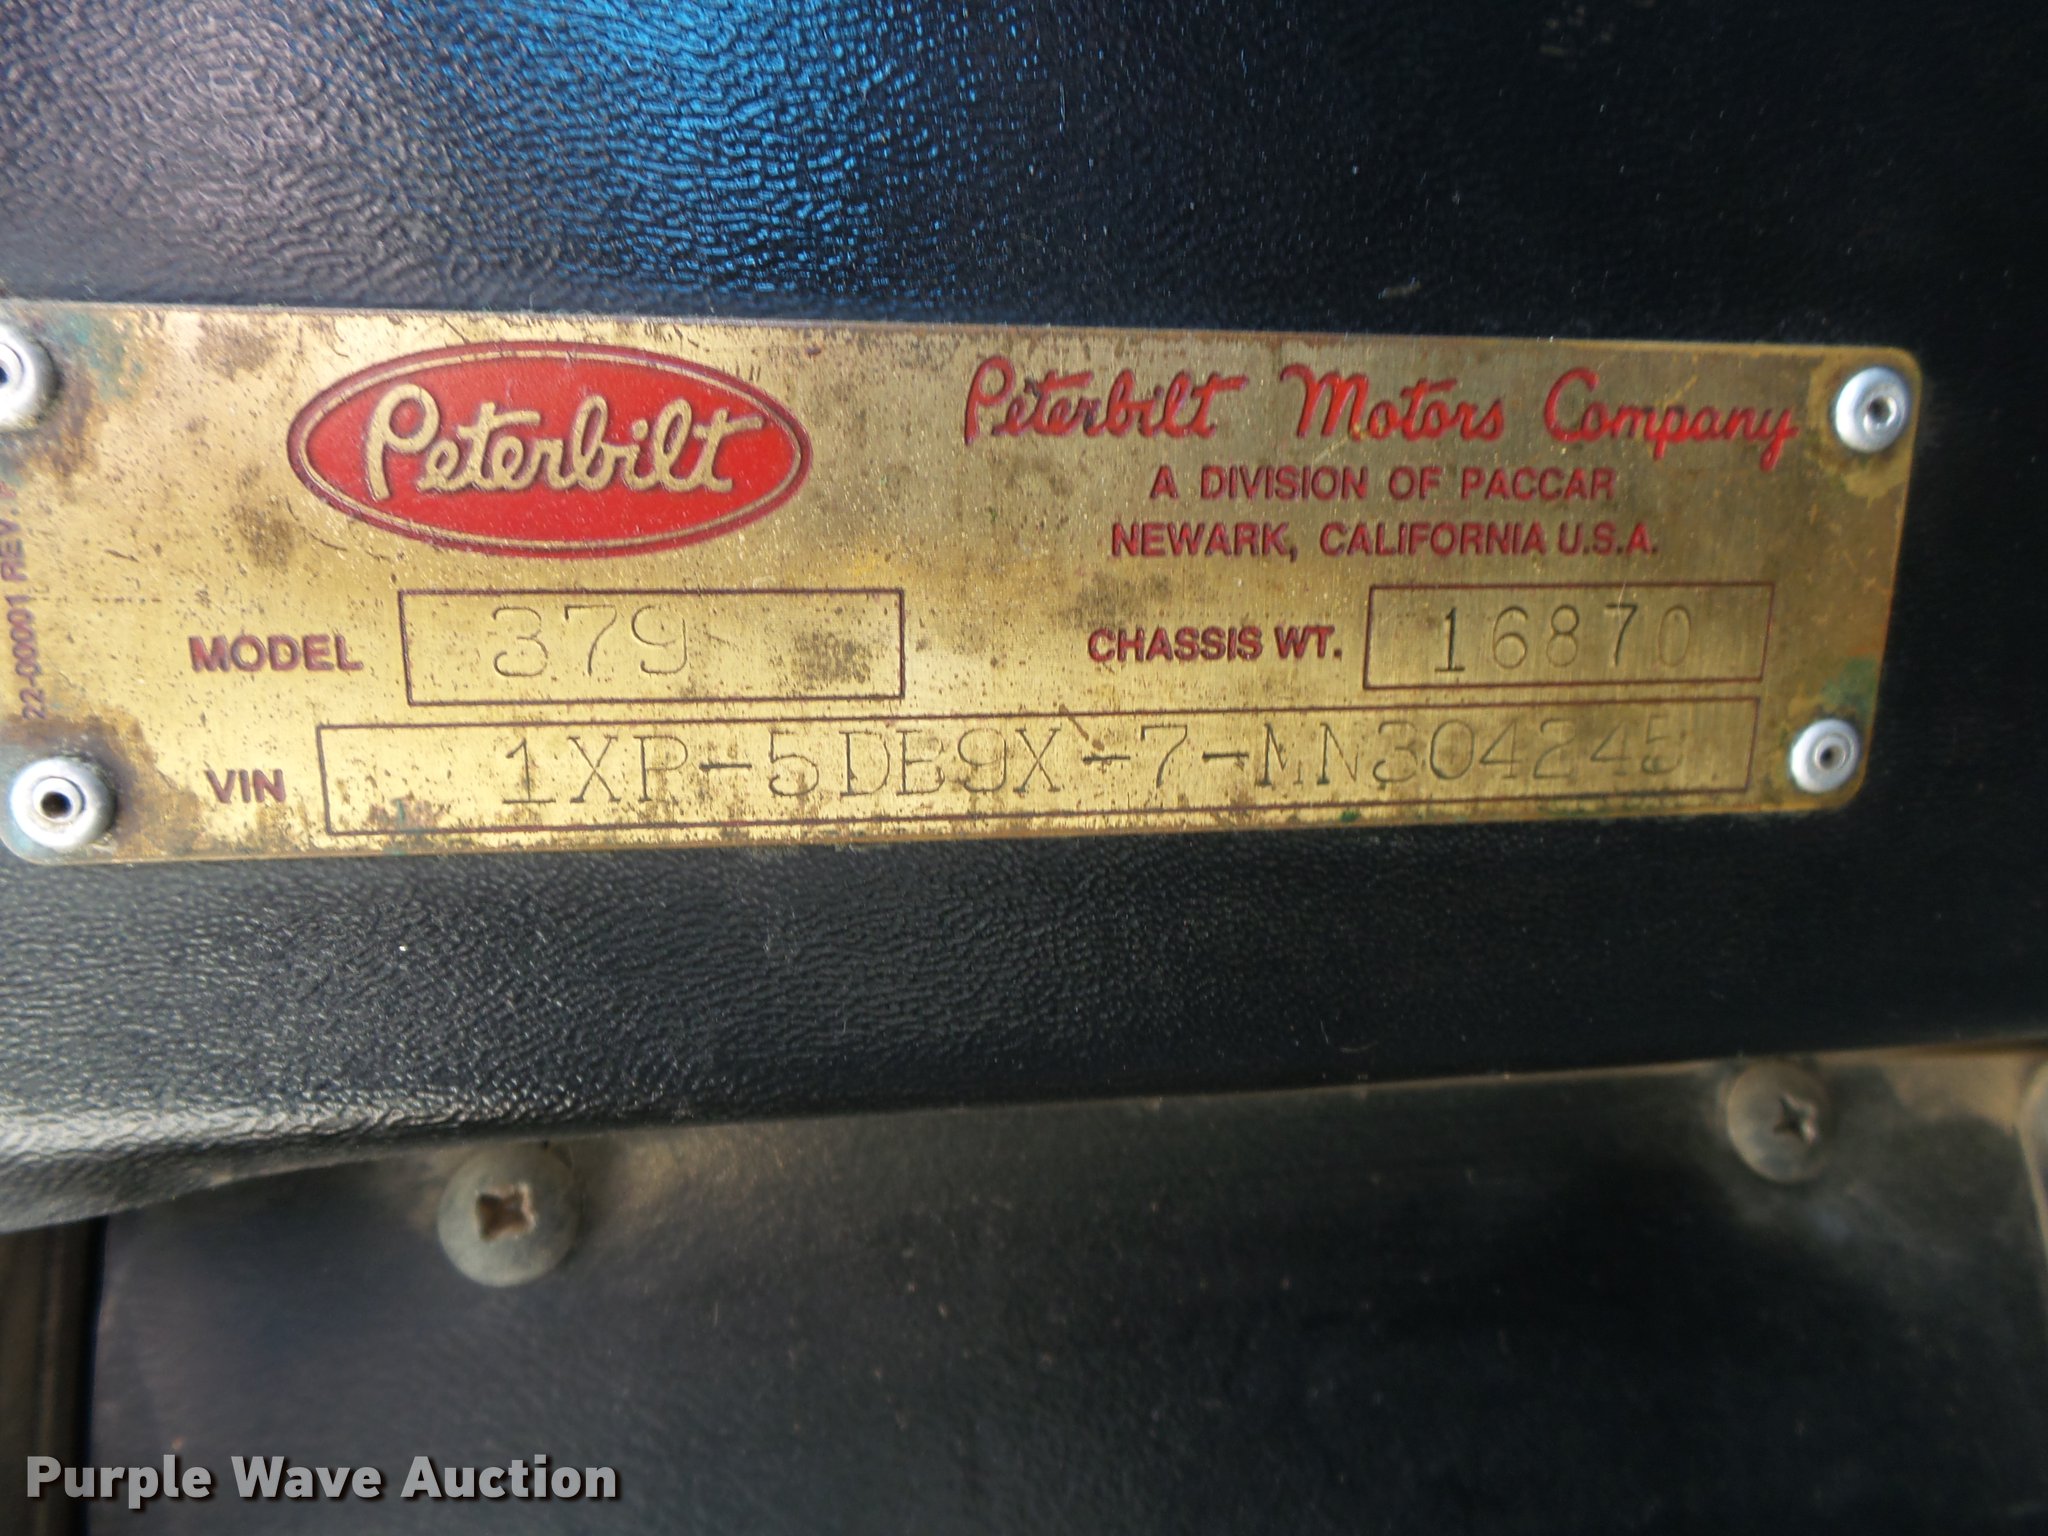 Peterbilt
Peterbilt Motors Company
A DIVISION OF PACCAR
NEWARK, CALIFORNIA U.S.A.
MODEL 379
CHASSIS WT. 16870
VIN 1XP-5DB9X-7-MN304245
22-00001 REV.
Purple Wave Auction